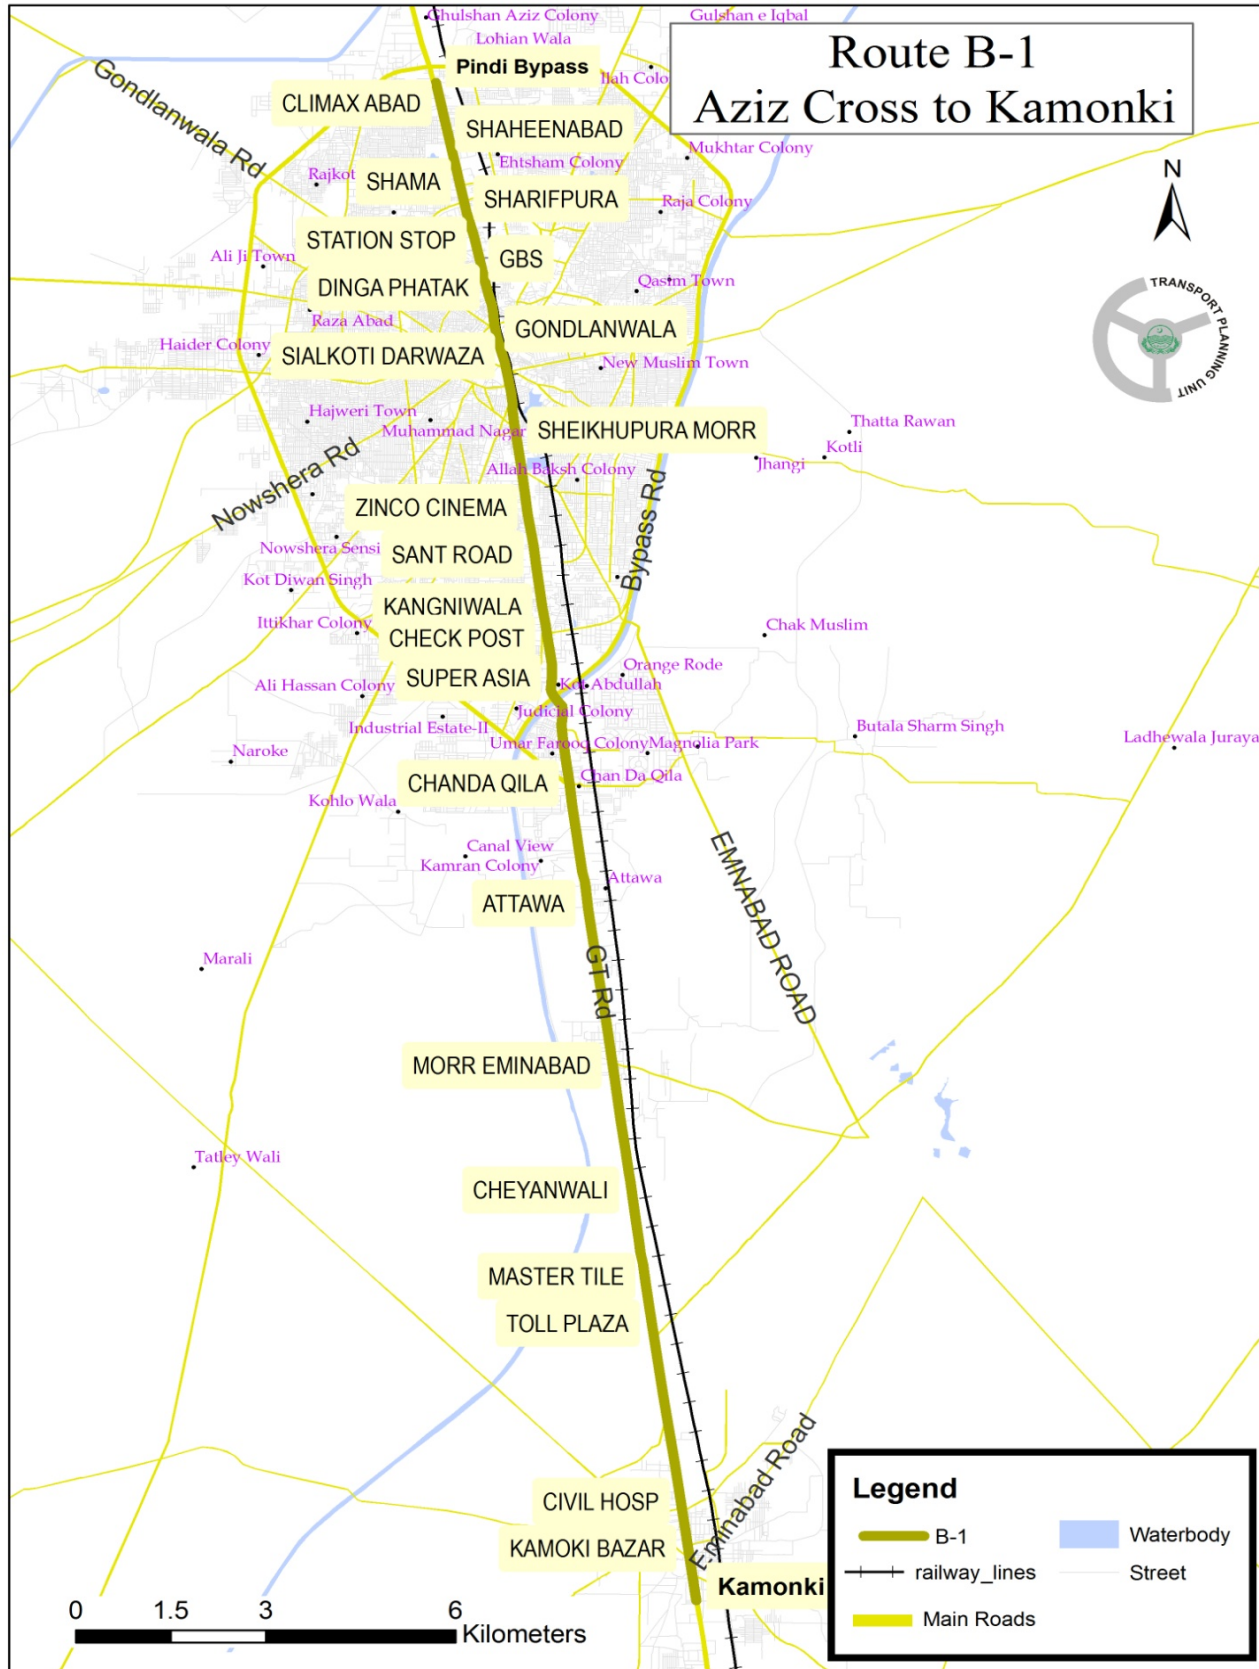 Ghulshan Aziz Colony
Gulshan e Iqbal
Lohian Wala
Route B-1
Aziz Cross to Kamonki
Pindi Bypass
llah Colo
Gondlanwala Rd
CLIMAX ABAD
SHAHEENABAD
Mukhtar Colony
Ehtsham Colony
N
Rajkot
SHAMA
SHARIFPURA
Raja Colony
STATION STOP
Ali Ji Town
GBS
TRANSPORT PLANNING UNIT
DINGA PHATAK
Qasim Town
Raza Abad
GONDLANWALA
Haider Colony
SIALKOTI DARWAZA
New Muslim Town
Hajweri Town
Muhammad Nagar
SHEIKHUPURA MORR
Thatta Rawan
Kotli
Jhangi
Allah Baksh Colony
Nowshera Rd
Bypass Rd
ZINCO CINEMA
Nowshera Sensi
SANT ROAD
Kot Diwan Singh
KANGNIWALA
Ittikhar Colony
CHECK POST
Chak Muslim
Orange Rode
SUPER ASIA
Kot Abdullah
Ali Hassan Colony
Judicial Colony
Industrial Estate-II
Butala Sharm Singh
Ladhewala Juraya
Naroke
Umar Farooq Colony
Magnolia Park
CHANDA QILA
Chan Da Qila
Kohlo Wala
Canal View
Kamran Colony
EMNABAD ROAD
Attawa
ATTAWA
Marali
GT Rd
MORR EMINABAD
Tatley Wali
CHEYANWALI
MASTER TILE
TOLL PLAZA
Eminabad Road
CIVIL HOSP
KAMOKI BAZAR
Kamonki
Legend
B-1
Waterbody
railway_lines
Street
Main Roads
0 1.5 3 6
Kilometers